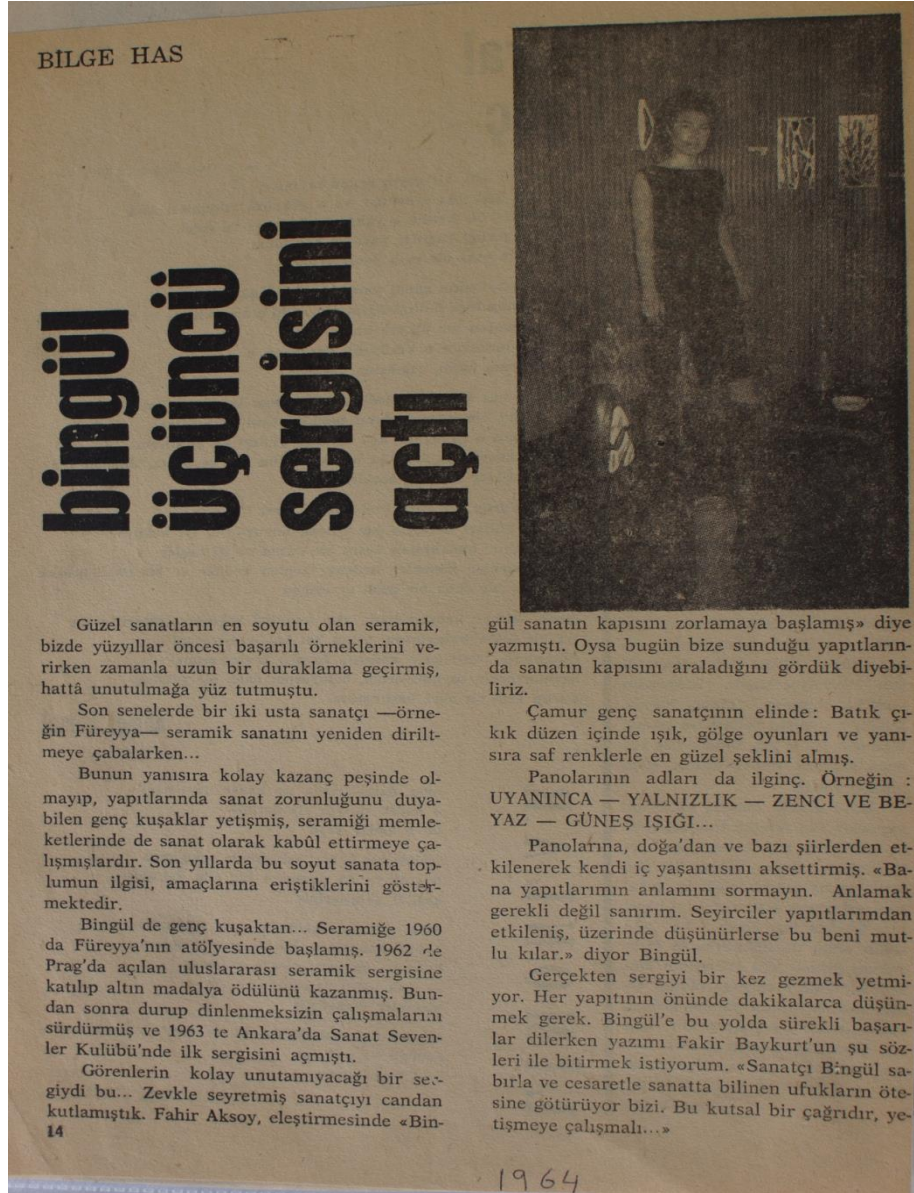 BİLGE HAS
bingül
üçüncü
sergisini
açtı
Güzel sanatların en soyutu olan seramik,
bizde yüzyıllar öncesi başarılı örneklerini ve-
rirken zamanla uzun bir duraklama geçirmiş,
hattâ unutulmağa yüz tutmuştu.
Son senelerde bir iki usta sanatçı —örne-
ğin Füreyya— seramik sanatını yeniden dirilt-
meye çabalarken...
Bunun yanısıra kolay kazanç peşinde ol-
mayıp, yapıtlarında sanat zorunluğunu duya-
bilen genç kuşaklar yetişmiş, seramiği memle-
ketlerinde de sanat olarak kabûl ettirmeye ça-
lışmışlardır. Son yıllarda bu soyut sanata top-
lumun ilgisi, amaçlarına eriştiklerini göster-
mektedir.
Bingül de genç kuşaktan... Seramiğe 1960
da Füreyya'nın atölyesinde başlamış. 1962 de
Prag'da açılan uluslararası seramik sergisine
katılıp altın madalya ödülünü kazanmış. Bun-
dan sonra durup dinlenmeksizin çalışmalarını
sürdürmüş ve 1963 te Ankara'da Sanat Seven-
ler Kulübü'nde ilk sergisini açmıştı.
Görenlerin kolay unutamıyacağı bir ser-
giydi bu... Zevkle seyretmiş sanatçıyı candan
kutlamıştık. Fahir Aksoy, eleştirmesinde «Bin-
14
gül sanatın kapısını zorlamaya başlamış» diye
yazmıştı. Oysa bugün bize sunduğu yapıtların-
da sanatın kapısını araladığını gördük diyebi-
liriz.
Çamur genç sanatçının elinde: Batık çı-
kık düzen içinde ışık, gölge oyunları ve yanı-
sıra saf renklerle en güzel şeklini almış.
Panolarının adları da ilginç. Örneğin :
UYANINCA — YALNIZLIK — ZENCİ VE BE-
YAZ — GÜNEŞ IŞIĞI...
Panolarına, doğa'dan ve bazı şiirlerden et-
kilenerek kendi iç yaşantısını aksettirmiş. «Ba-
na yapıtlarımın anlamını sormayın. Anlamak
gerekli değil sanırım. Seyirciler yapıtlarımdan
etkileniş, üzerinde düşünürlerse bu beni mut-
lu kılar.» diyor Bingül.
Gerçekten sergiyi bir kez gezmek yetmi-
yor. Her yapıtının önünde dakikalarca düşün-
mek gerek. Bingül'e bu yolda sürekli başarı-
lar dilerken yazımı Fakir Baykurt'un şu söz-
leri ile bitirmek istiyorum. «Sanatçı Bingül sa-
bırla ve cesaretle sanatta bilinen ufukların öte-
sine götürüyor bizi. Bu kutsal bir çağrıdır, ye-
tişmeye çalışmalı...»
1964